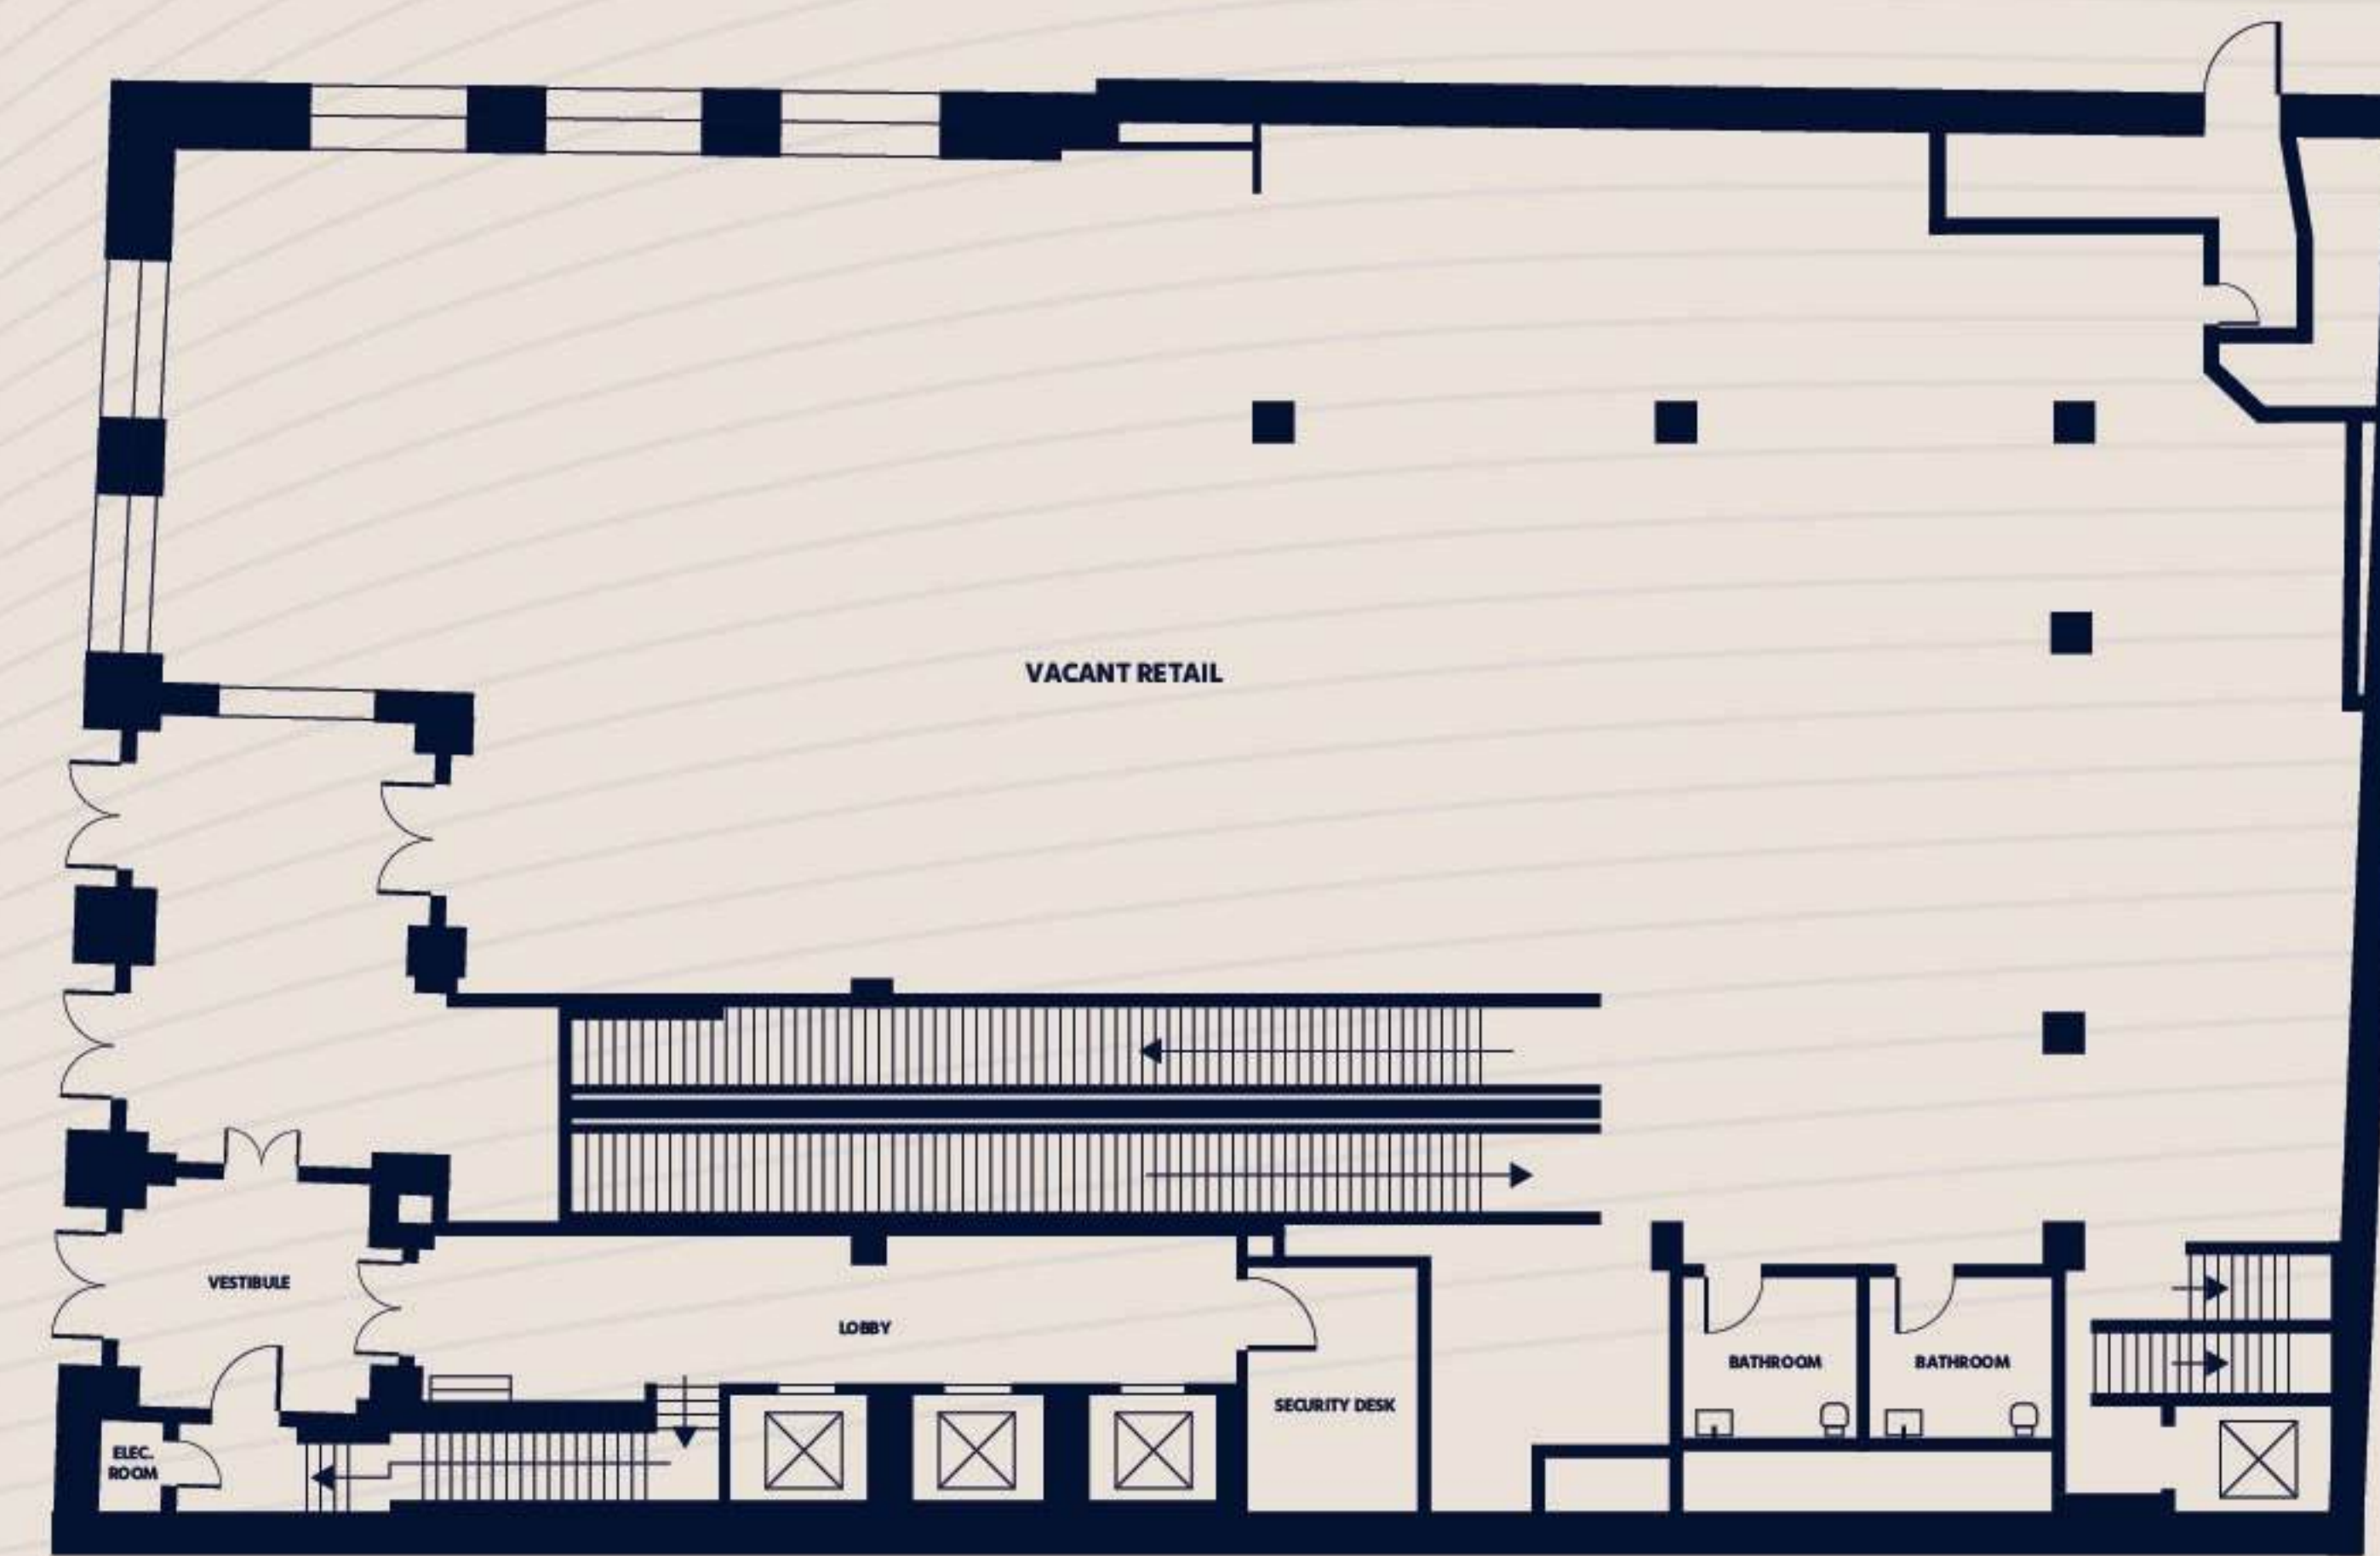 VACANT RETAIL
VESTIBULE
LOBBY
BATHROOM
BATHROOM
SECURITY DESK
ELEC.
ROOM